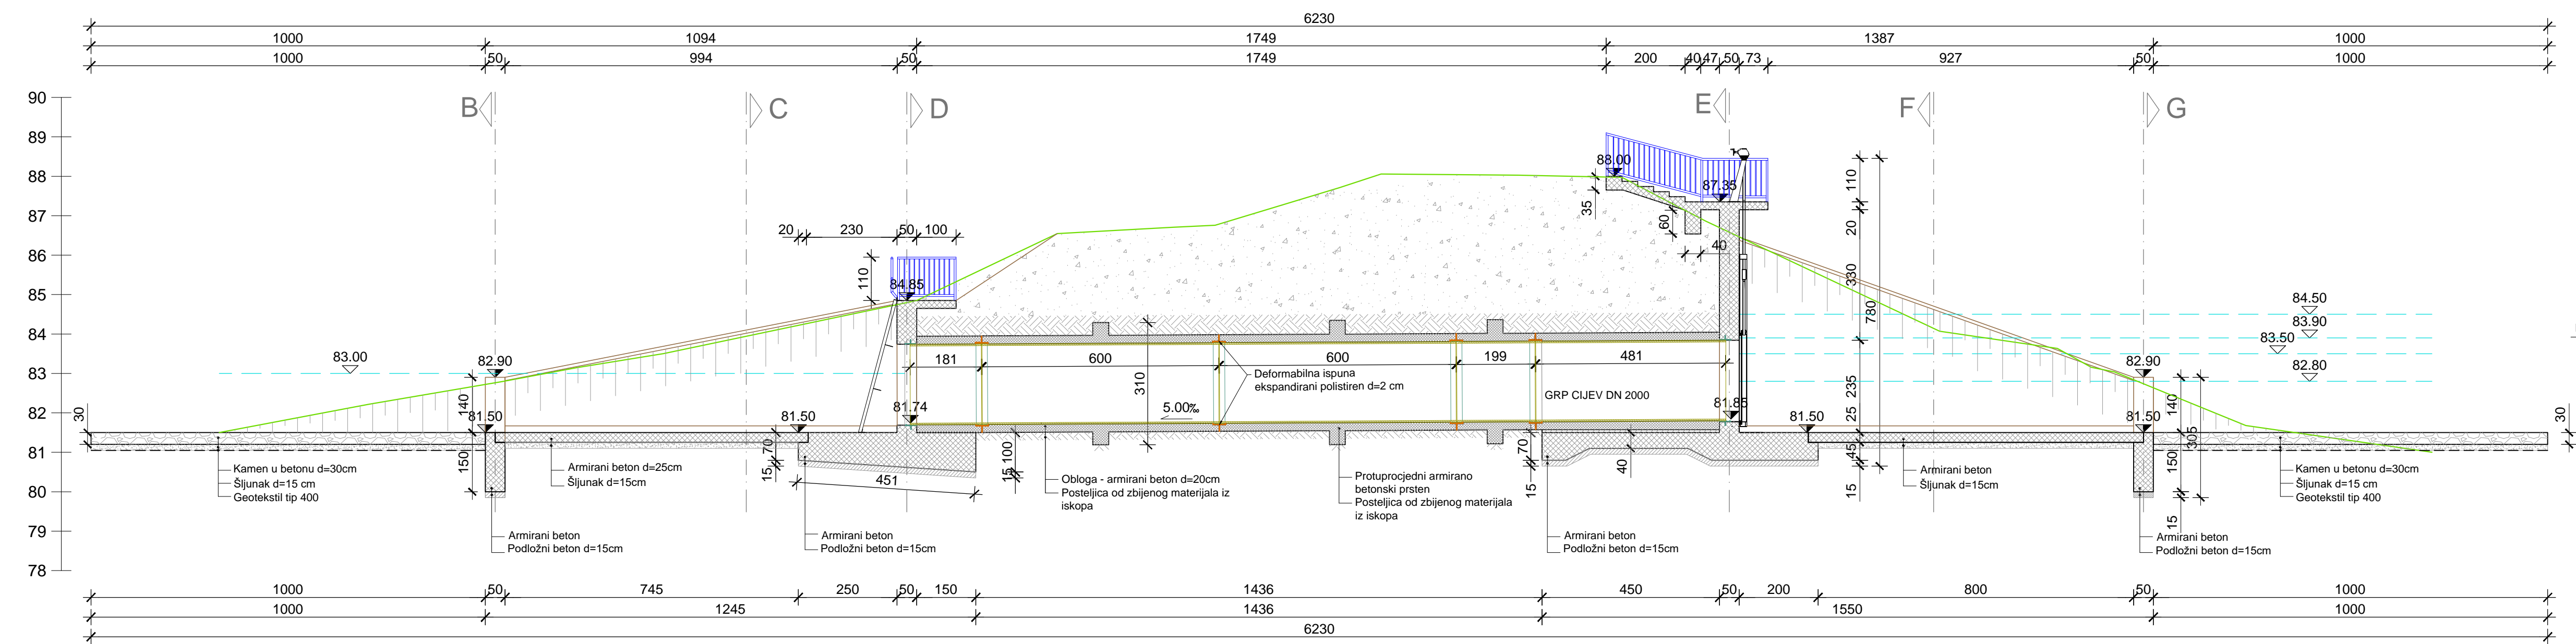 6230
1000 1094 1749 1387 1000
1000 50 994 50 1749 200 40 47 50 73 927 50 1000
90
89
88
87
86
85
84
83
82
81
80
79
78
B C D E F G
88.00
87.35
35
60
40
110
20
330
780
235
25
45
15
20 230 50 100
110
84.85
84.50
83.90
83.50
82.80
83.00
82.90
82.90
140
81.50
81.50
81.74
181 600 600 199 481
310
Deformabilna ispuna
ekspandirani polistiren d=2 cm
GRP CIJEV DN 2000
5.00‰
81.85
81.50
81.50
140
305
150
15
30
30
150
70
15
451
100
15
70
15
40
Kamen u betonu d=30cm
Šljunak d=15 cm
Geotekstil tip 400
Armirani beton d=25cm
Šljunak d=15cm
Obloga - armirani beton d=20cm
Posteljica od zbijenog materijala iz
iskopa
Protuprocjedni armirano
betonski prsten
Posteljica od zbijenog materijala
iz iskopa
Armirani beton
Šljunak d=15cm
Kamen u betonu d=30cm
Šljunak d=15 cm
Geotekstil tip 400
Armirani beton
Podložni beton d=15cm
Armirani beton
Podložni beton d=15cm
Armirani beton
Podložni beton d=15cm
Armirani beton
Podložni beton d=15cm
1000 50 745 250 50 150 1436 450 50 200 800 50 1000
1000 1245 1436 1550 1000
6230